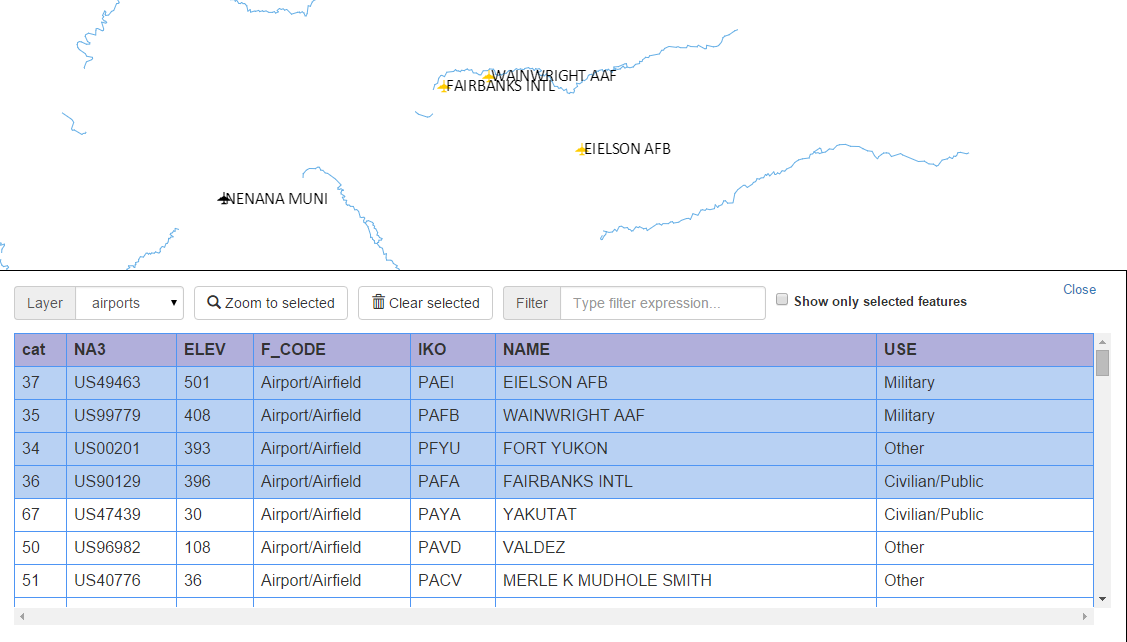 WAINWRIGHT AAF
FAIRBANKS INTL
EIELSON AFB
NENANA MUNI
Layer airports Zoom to selected Clear selected Filter Type filter expression... Show only selected features Close
cat NA3 ELEV F_CODE IKO NAME USE
37 US49463 501 Airport/Airfield PAEI EIELSON AFB Military
35 US99779 408 Airport/Airfield PAFB WAINWRIGHT AAF Military
34 US00201 393 Airport/Airfield PFYU FORT YUKON Other
36 US90129 396 Airport/Airfield PAFA FAIRBANKS INTL Civilian/Public
67 US47439 30 Airport/Airfield PAYA YAKUTAT Civilian/Public
50 US96982 108 Airport/Airfield PAVD VALDEZ Other
51 US40776 36 Airport/Airfield PACV MERLE K MUDHOLE SMITH Other